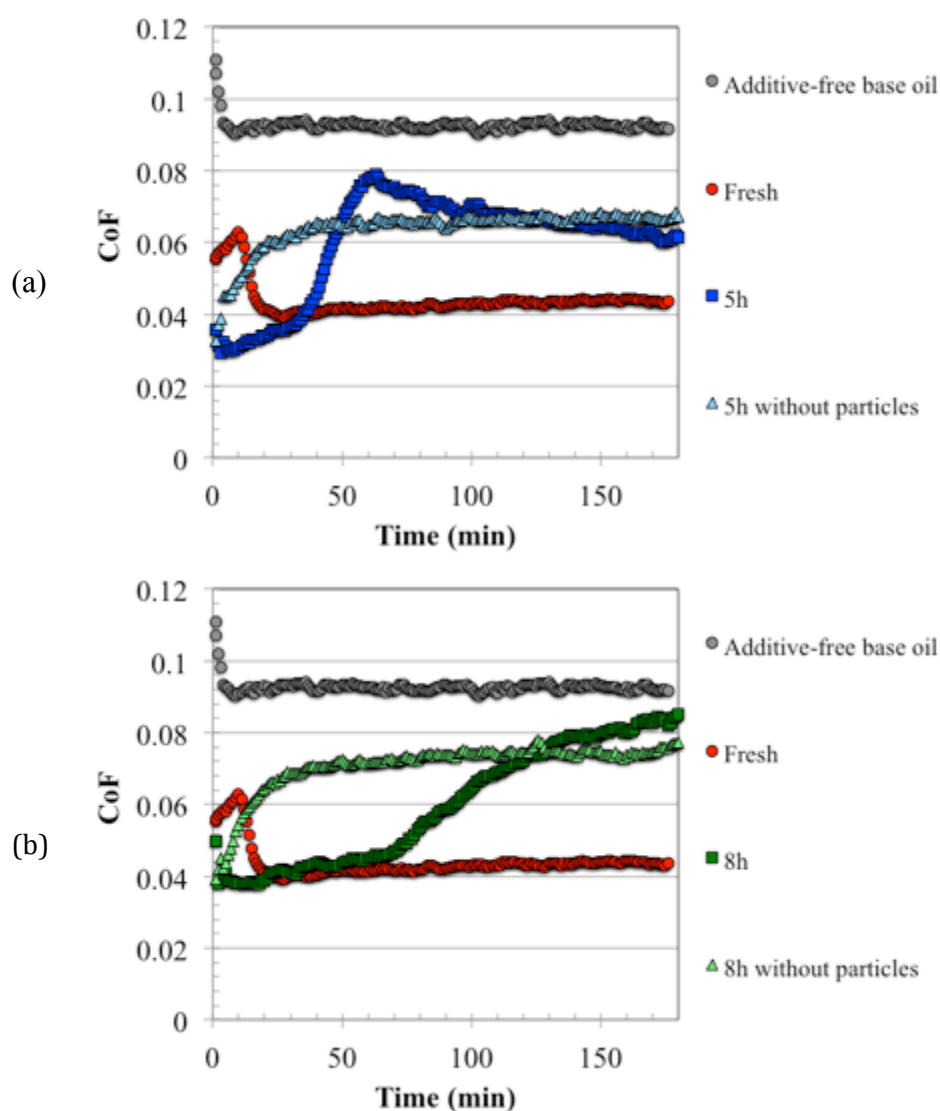 (a)
CoF
0.12
0.1
0.08
0.06
0.04
0.02
0
0 50 100 150
Time (min)
Additive-free base oil
Fresh
5h
5h without particles
(b)
CoF
0.12
0.1
0.08
0.06
0.04
0.02
0
0 50 100 150
Time (min)
Additive-free base oil
Fresh
8h
8h without particles